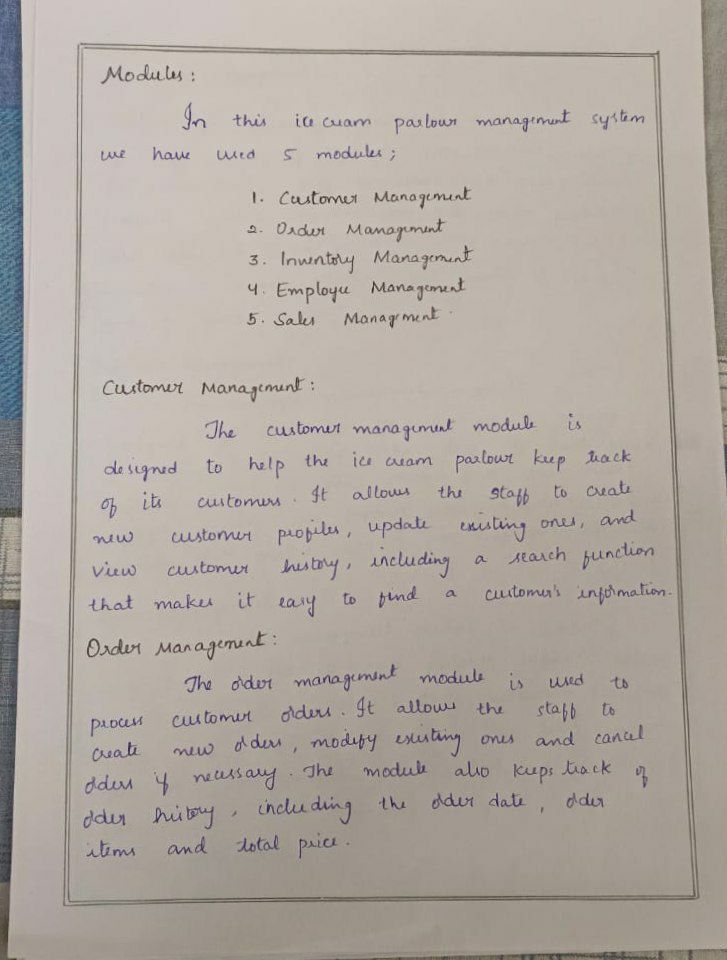 Modules:
In this ice cream parlour management system
we have used 5 modules;
1. Customer Management
2. Order Management
3. Inventory Management
4. Employee Management
5. Sales Management.
Customer Management:
The customer management module is
designed to help the ice cream parlour keep track
of its customers. It allows the staff to create
new customer profiles, update existing ones, and
view customer history, including a search function
that makes it easy to find a customer's information.
Order Management:
The order management module is used to
process customer orders. It allows the staff to
create new orders, modify existing ones and cancel
orders if necessary. The module also keeps track of
order history, including the order date, order
items and total price.